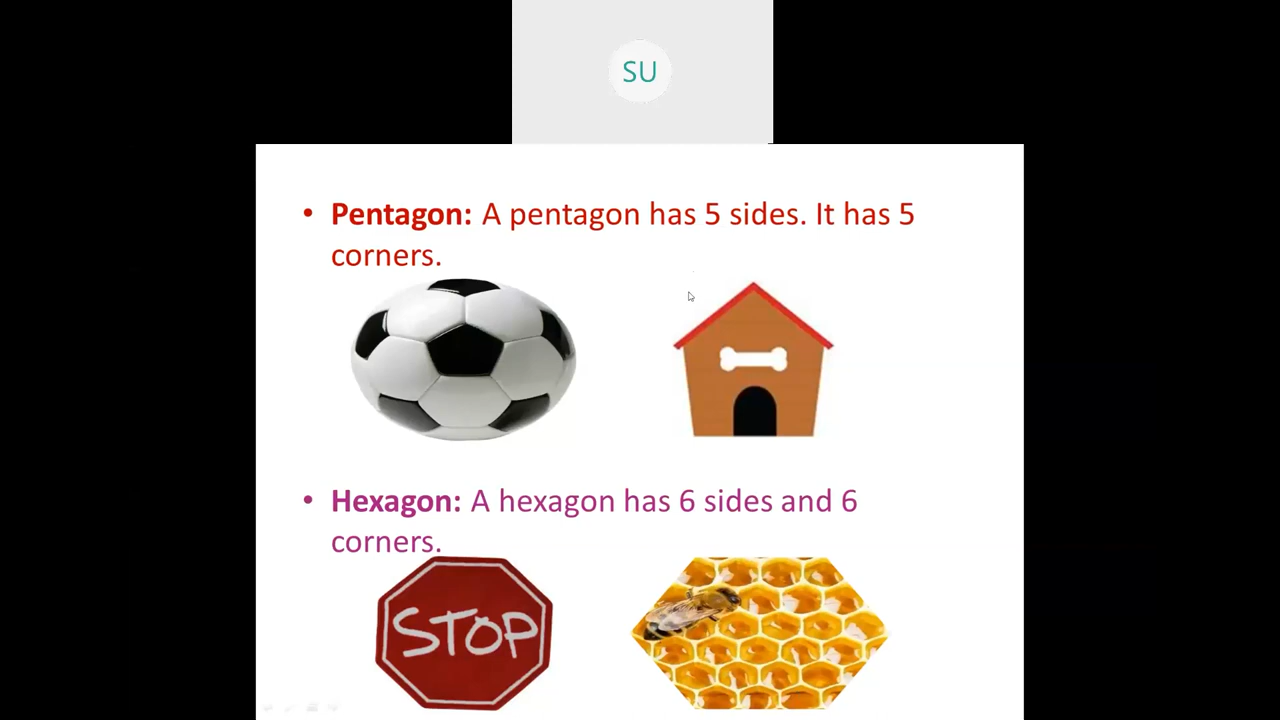 SU
• Pentagon: A pentagon has 5 sides. It has 5
corners.
• Hexagon: A hexagon has 6 sides and 6
corners.
STOP